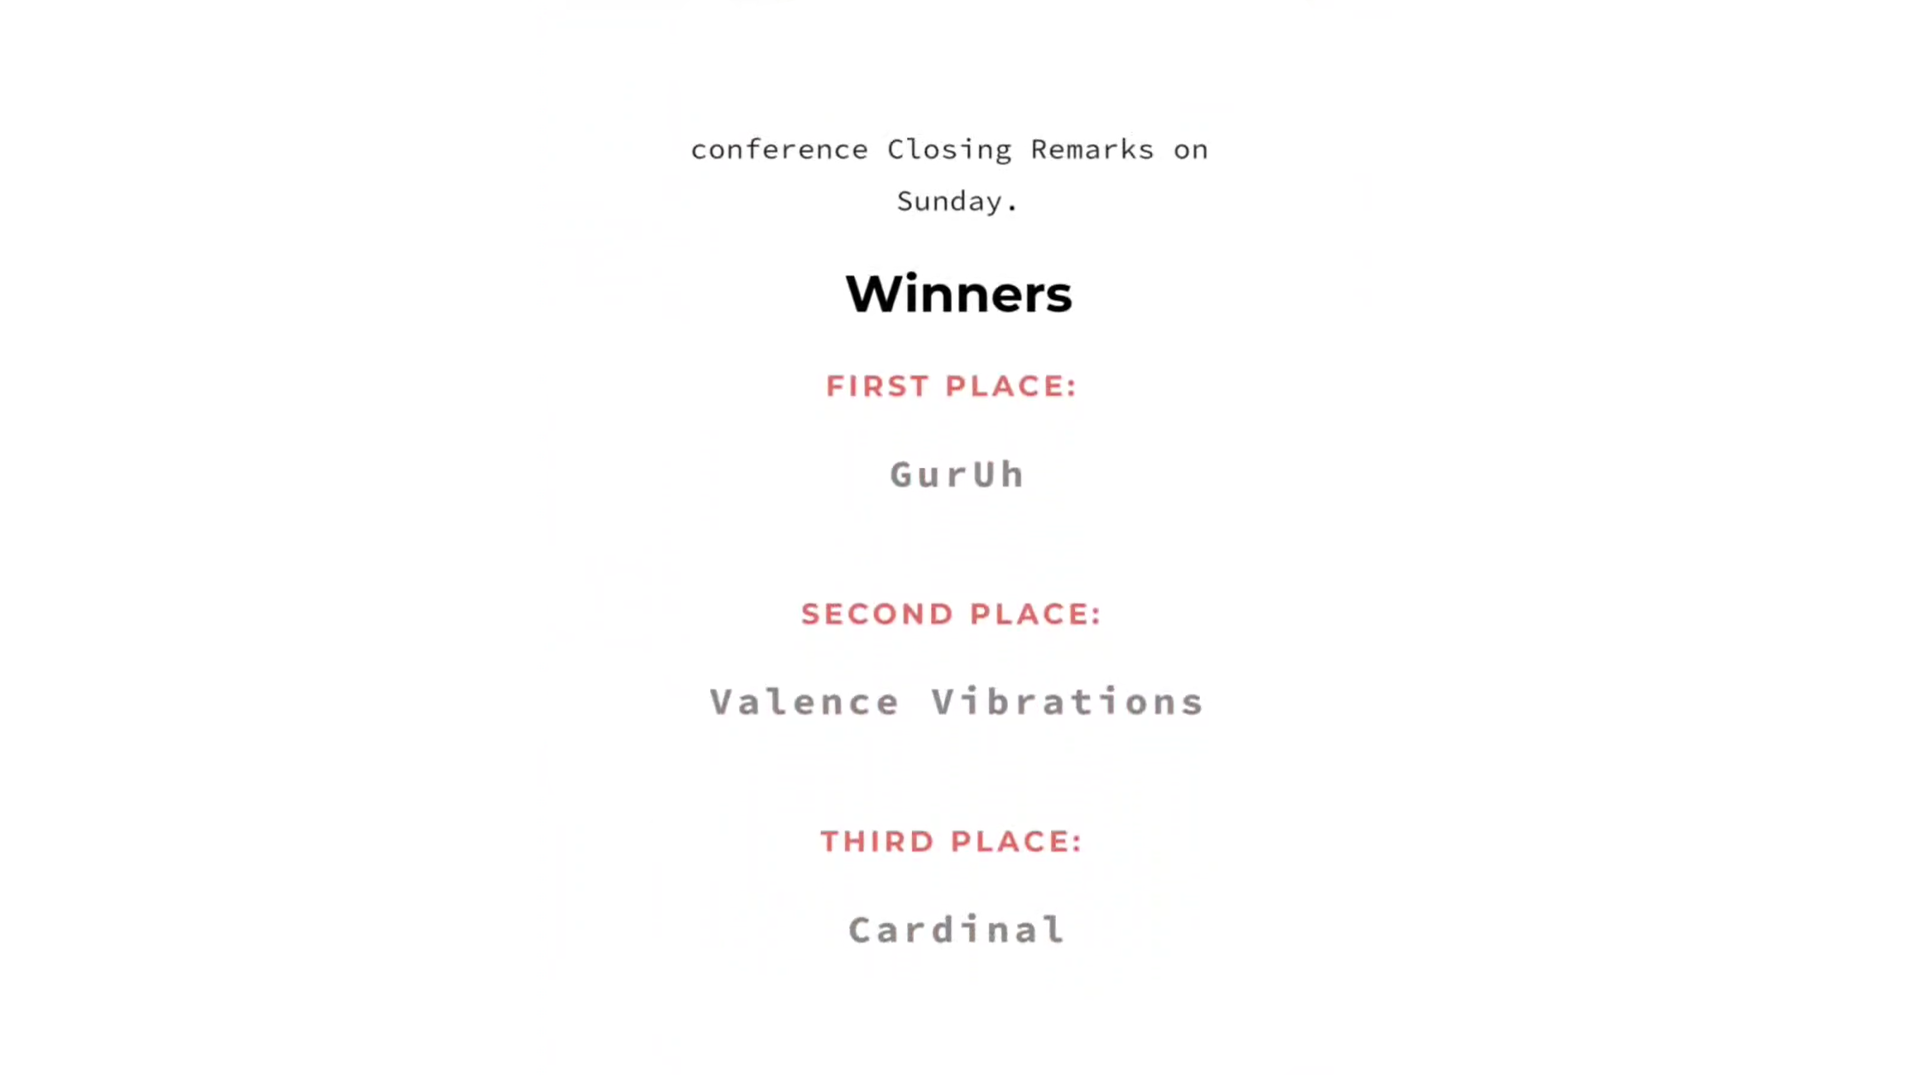 conference Closing Remarks on
Sunday.
Winners
FIRST PLACE:
GurUh
SECOND PLACE:
Valence Vibrations
THIRD PLACE:
Cardinal